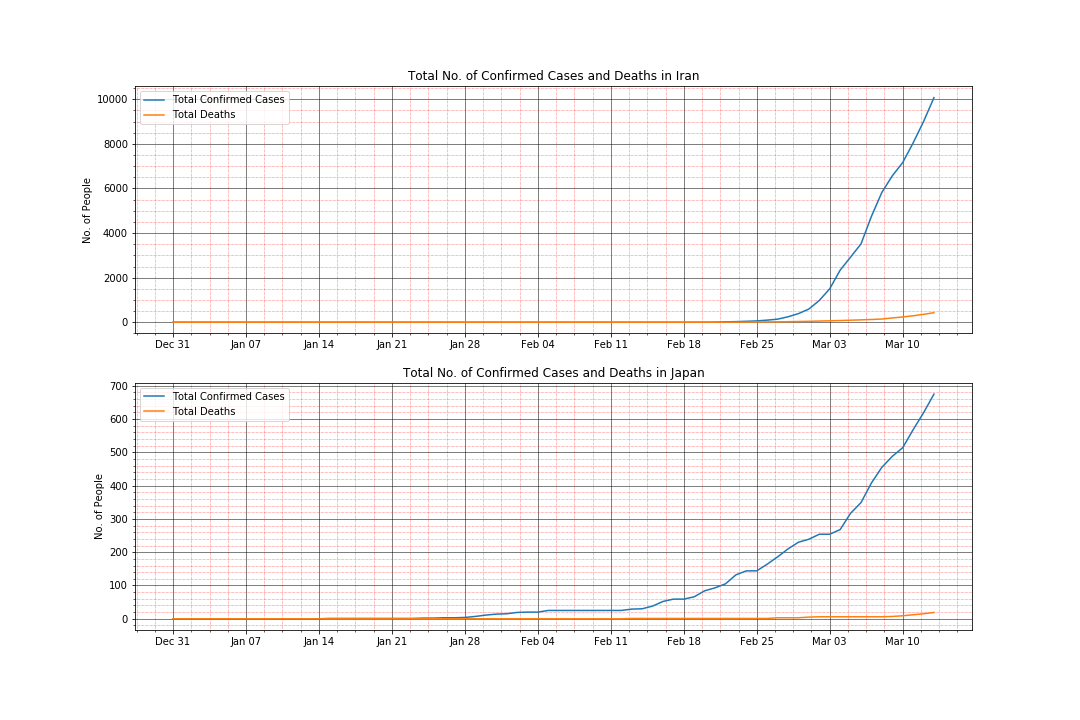 Total No. of Confirmed Cases and Deaths in Iran
Total Confirmed Cases
Total Deaths
No. of People
10000
8000
6000
4000
2000
0
Dec 31 Jan 07 Jan 14 Jan 21 Jan 28 Feb 04 Feb 11 Feb 18 Feb 25 Mar 03 Mar 10
Total No. of Confirmed Cases and Deaths in Japan
Total Confirmed Cases
Total Deaths
No. of People
700
600
500
400
300
200
100
0
Dec 31 Jan 07 Jan 14 Jan 21 Jan 28 Feb 04 Feb 11 Feb 18 Feb 25 Mar 03 Mar 10